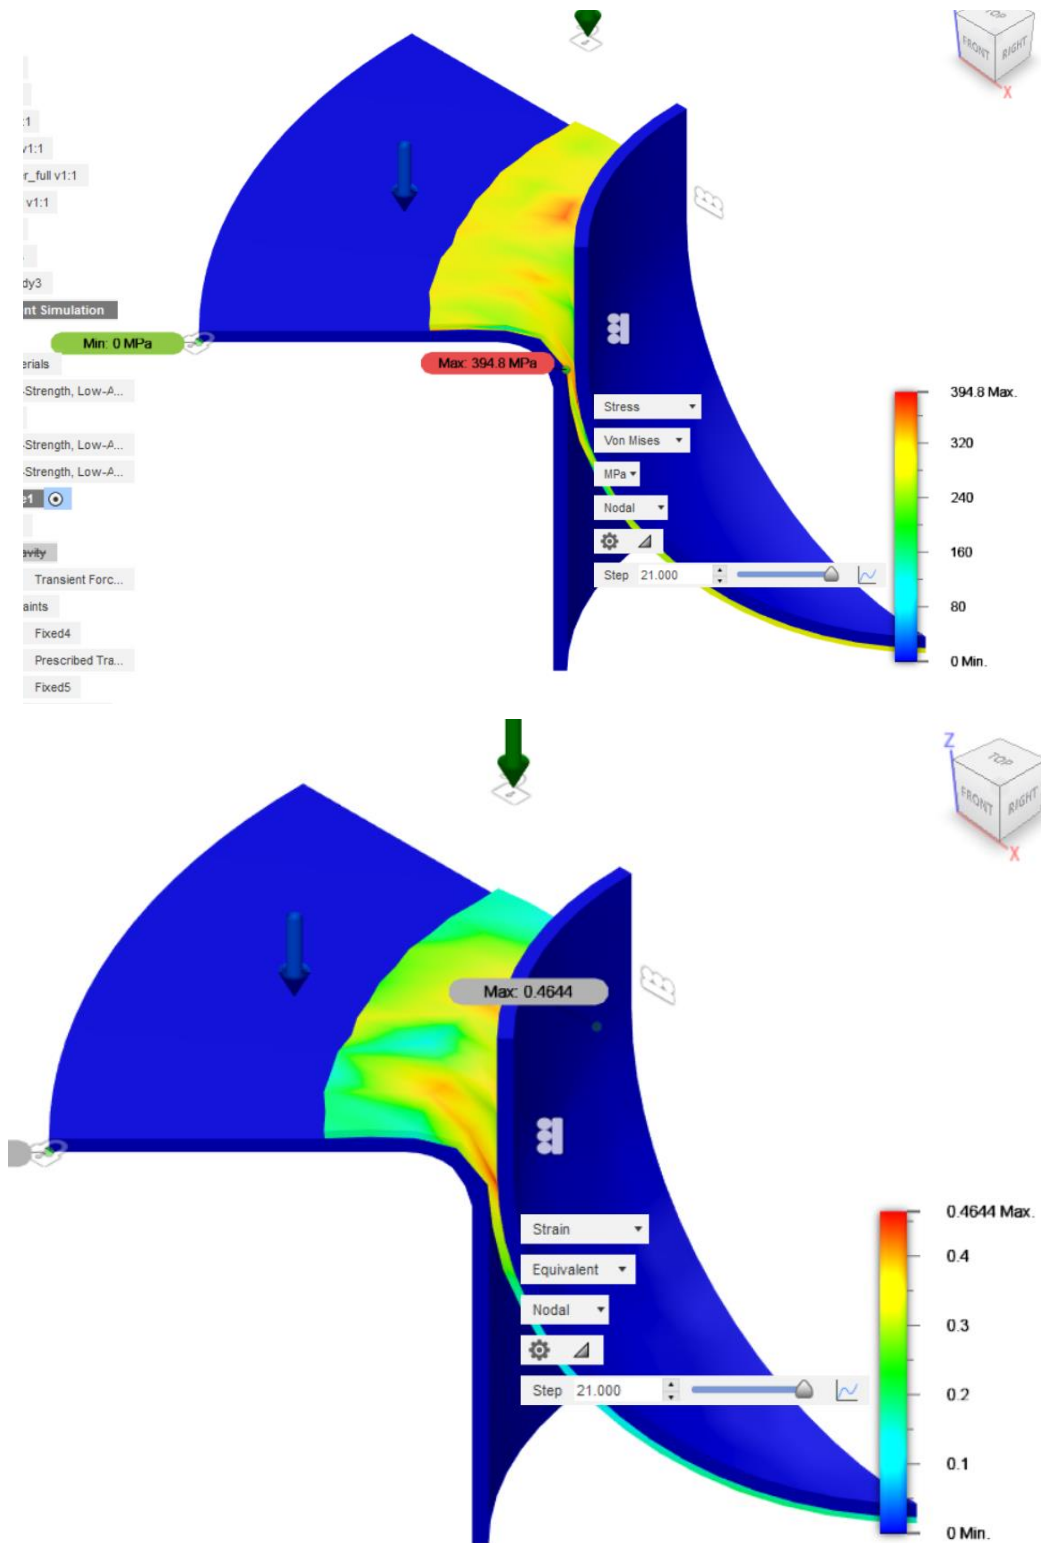 TOP
FRONT
RIGHT
X
:1
v1:1
r_full v1:1
v1:1
dy3
nt Simulation
Min: 0 MPa
erials
Max: 394.8 MPa
-Strength, Low-A...
Stress
394.8 Max.
Von Mises
320
-Strength, Low-A...
MPa
-Strength, Low-A...
240
e1
Nodal
160
avity
Step 21.000
Transient Forc...
80
aints
Fixed4
Prescribed Tra...
0 Min.
Fixed5
Z
TOP
FRONT
RIGHT
X
Max: 0.4644
Strain
0.4644 Max.
Equivalent
0.4
Nodal
0.3
Step 21.000
0.2
0.1
0 Min.